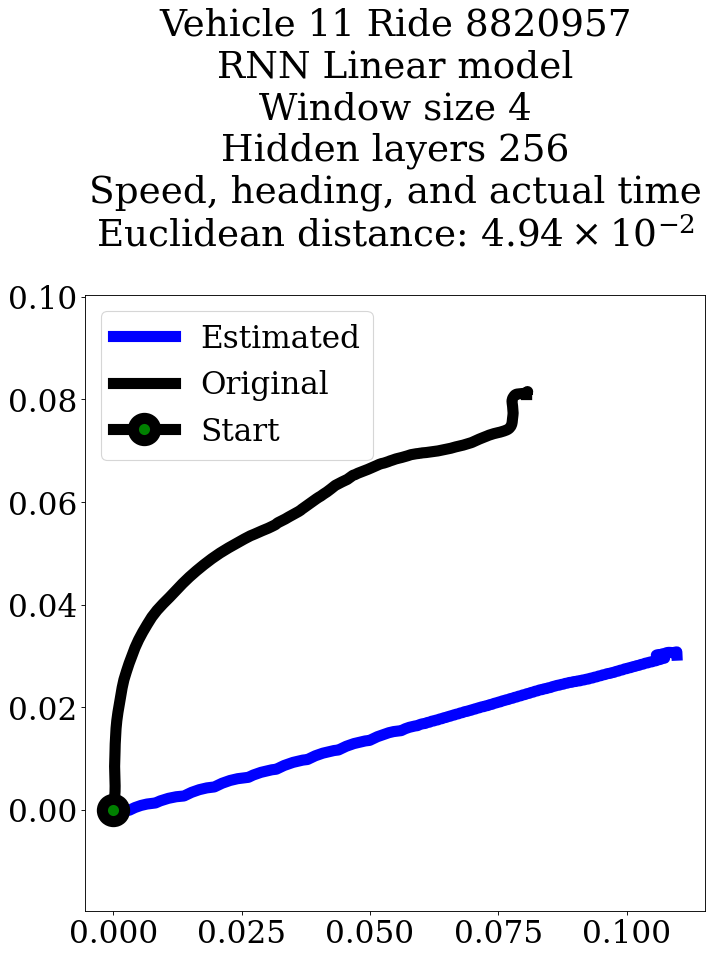 Vehicle 11 Ride 8820957
RNN Linear model
Window size 4
Hidden layers 256
Speed, heading, and actual time
Euclidean distance: 4.94 × 10⁻²
Estimated
Original
Start
0.10
0.08
0.06
0.04
0.02
0.00
0.000 0.025 0.050 0.075 0.100